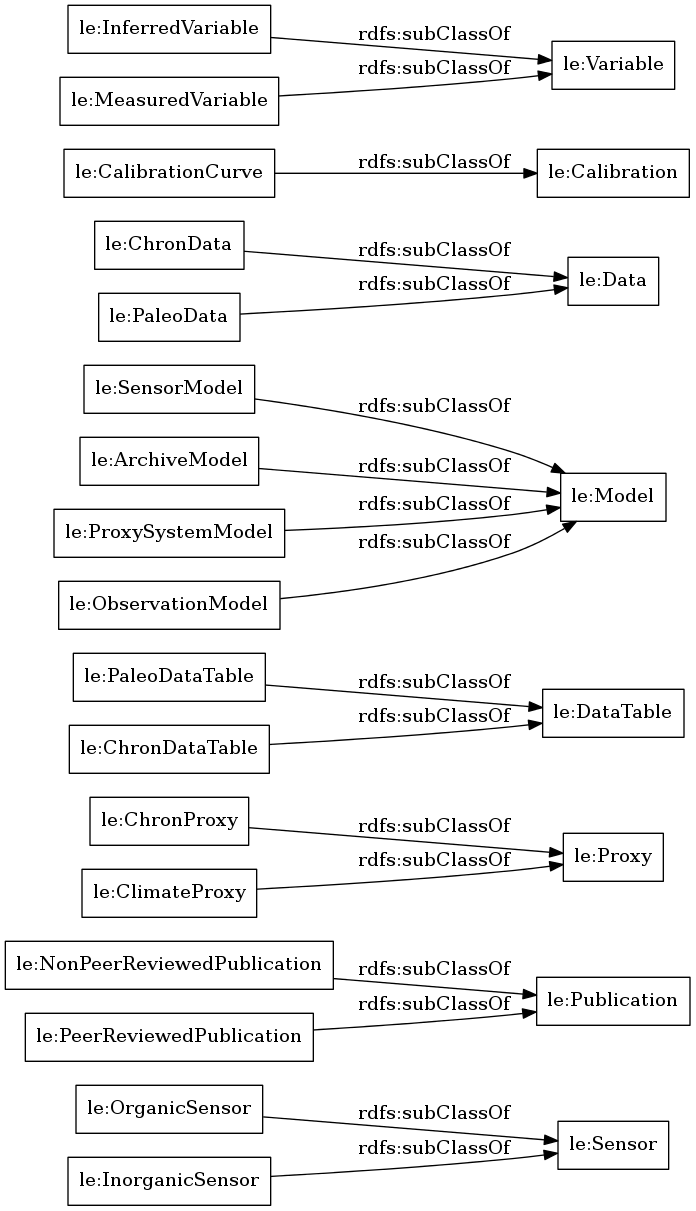 le:InferredVariable
rdfs:subClassOf
le:Variable
rdfs:subClassOf
le:MeasuredVariable
le:CalibrationCurve
rdfs:subClassOf
le:Calibration
le:ChronData
rdfs:subClassOf
le:Data
rdfs:subClassOf
le:PaleoData
le:SensorModel
rdfs:subClassOf
le:ArchiveModel
rdfs:subClassOf
le:Model
rdfs:subClassOf
le:ProxySystemModel
rdfs:subClassOf
le:ObservationModel
le:PaleoDataTable
rdfs:subClassOf
le:DataTable
rdfs:subClassOf
le:ChronDataTable
le:ChronProxy
rdfs:subClassOf
le:Proxy
rdfs:subClassOf
le:ClimateProxy
le:NonPeerReviewedPublication
rdfs:subClassOf
le:Publication
rdfs:subClassOf
le:PeerReviewedPublication
le:OrganicSensor
rdfs:subClassOf
le:Sensor
rdfs:subClassOf
le:InorganicSensor